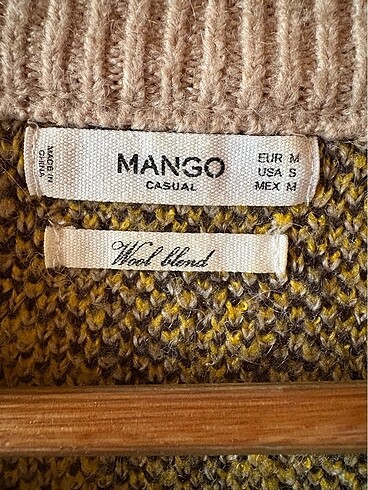 MADE IN
CHINA
MANGO
CASUAL
EUR M
USA S
MEX M
Wool blend